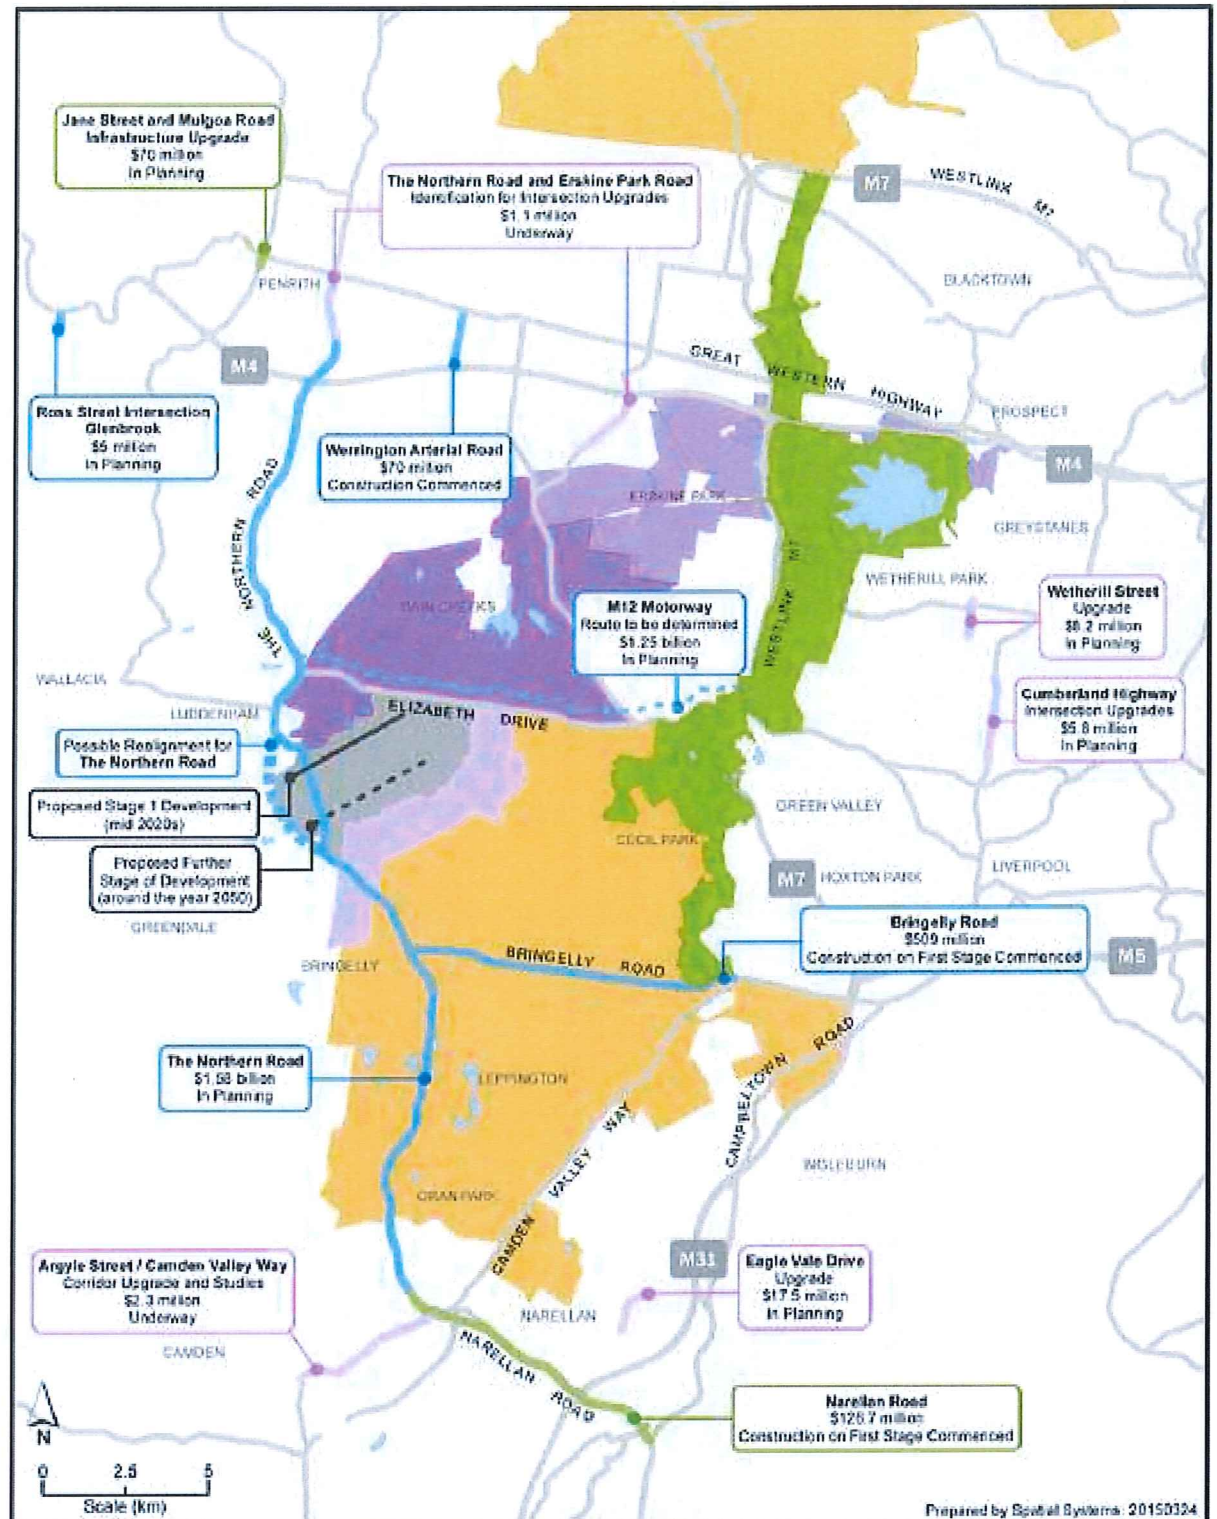 Jane Street and Mulgoa Road
Infrastructure Upgrade
$70 million
In Planning
The Northern Road and Erskine Park Road
Identification for Intersection Upgrades
$1.1 million
Underway
M7
WESTLINK M7
BLACKTOWN
PENRITH
M4
GREAT WESTERN HIGHWAY
PROSPECT
Ross Street Intersection
Glenbrook
$5 million
In Planning
Werrington Arterial Road
$70 million
Construction Commenced
M4
ERSKINE PARK
GREYSTANES
THE NORTHERN ROAD
WESTLINK M7
WETHERILL PARK
M12 Motorway
Route to be determined
$1.25 billion
In Planning
Wetherill Street
Upgrade
$8.2 million
In Planning
WALLACIA
LUDDENHAM
ELIZABETH DRIVE
Cumberland Highway
Intersection Upgrades
$5.8 million
In Planning
Possible Realignment for
The Northern Road
Proposed Stage 1 Development
(mid 2020s)
GREEN VALLEY
CECIL PARK
Proposed Further
Stage of Development
(around the year 2050)
LIVERPOOL
M7
HOXTON PARK
GREENDALE
Bringelly Road
$509 million
Construction on First Stage Commenced
M5
BRINGELLY
BRINGELLY ROAD
The Northern Road
$1.58 billion
In Planning
LEPPINGTON
CAMPBELTOWN ROAD
CAMDEN VALLEY WAY
INGLEBURN
ORAN PARK
Argyle Street / Camden Valley Way
Corridor Upgrade and Studies
$2.3 million
Underway
M31
Eagle Vale Drive
Upgrade
$17.5 million
In Planning
NARELLAN
CAMDEN
NARELLAN ROAD
Narellan Road
$126.7 million
Construction on First Stage Commenced
N
0 2.5 5
Scale (km)
Prepared by Spatial Systems: 20150324